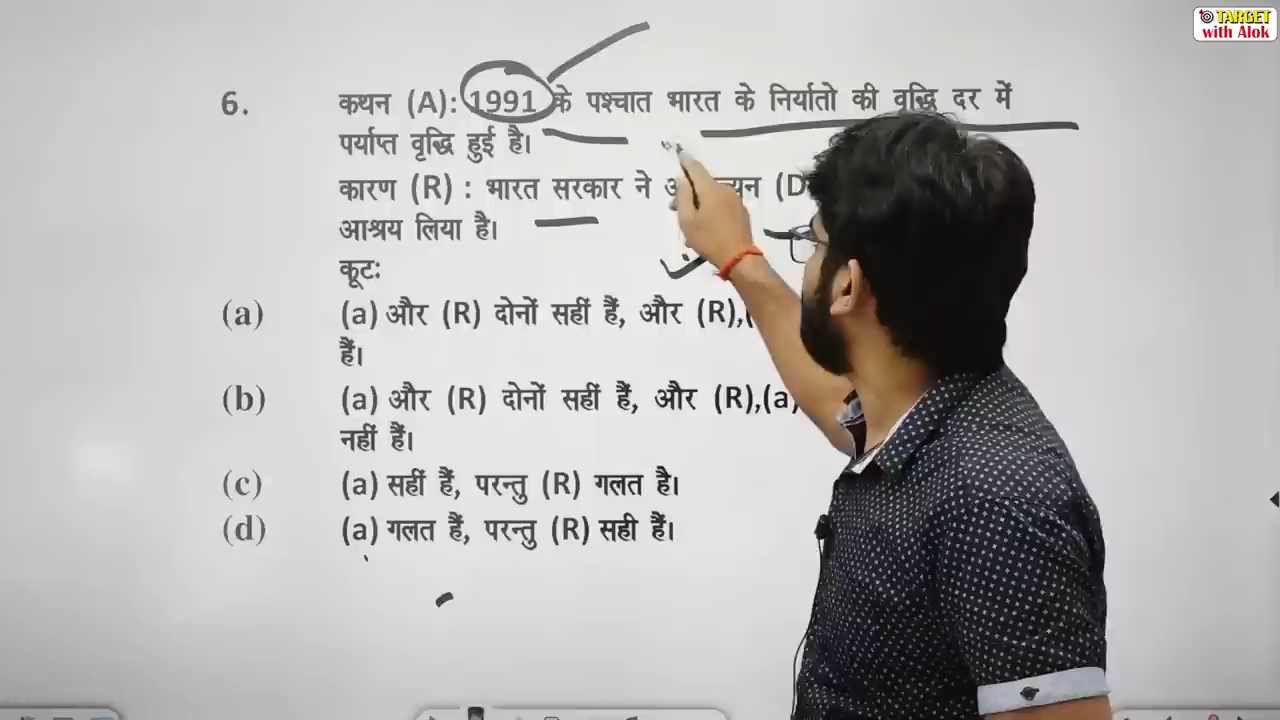 TARGET
with Alok
6. कथन (A): 1991 के पश्चात भारत के निर्यातो की वृद्धि दर में
पर्याप्त वृद्धि हुई है।
कारण (R) : भारत सरकार ने (D
आश्रय लिया है।
कूटः
(a) (a) और (R) दोनों सहीं हैं, और (R),(
हैं।
(b) (a) और (R) दोनों सहीं हैं, और (R),(a)
नहीं हैं।
(c) (a) सहीं हैं, परन्तु (R) गलत है।
(d) (a) गलत हैं, परन्तु (R) सही हैं।